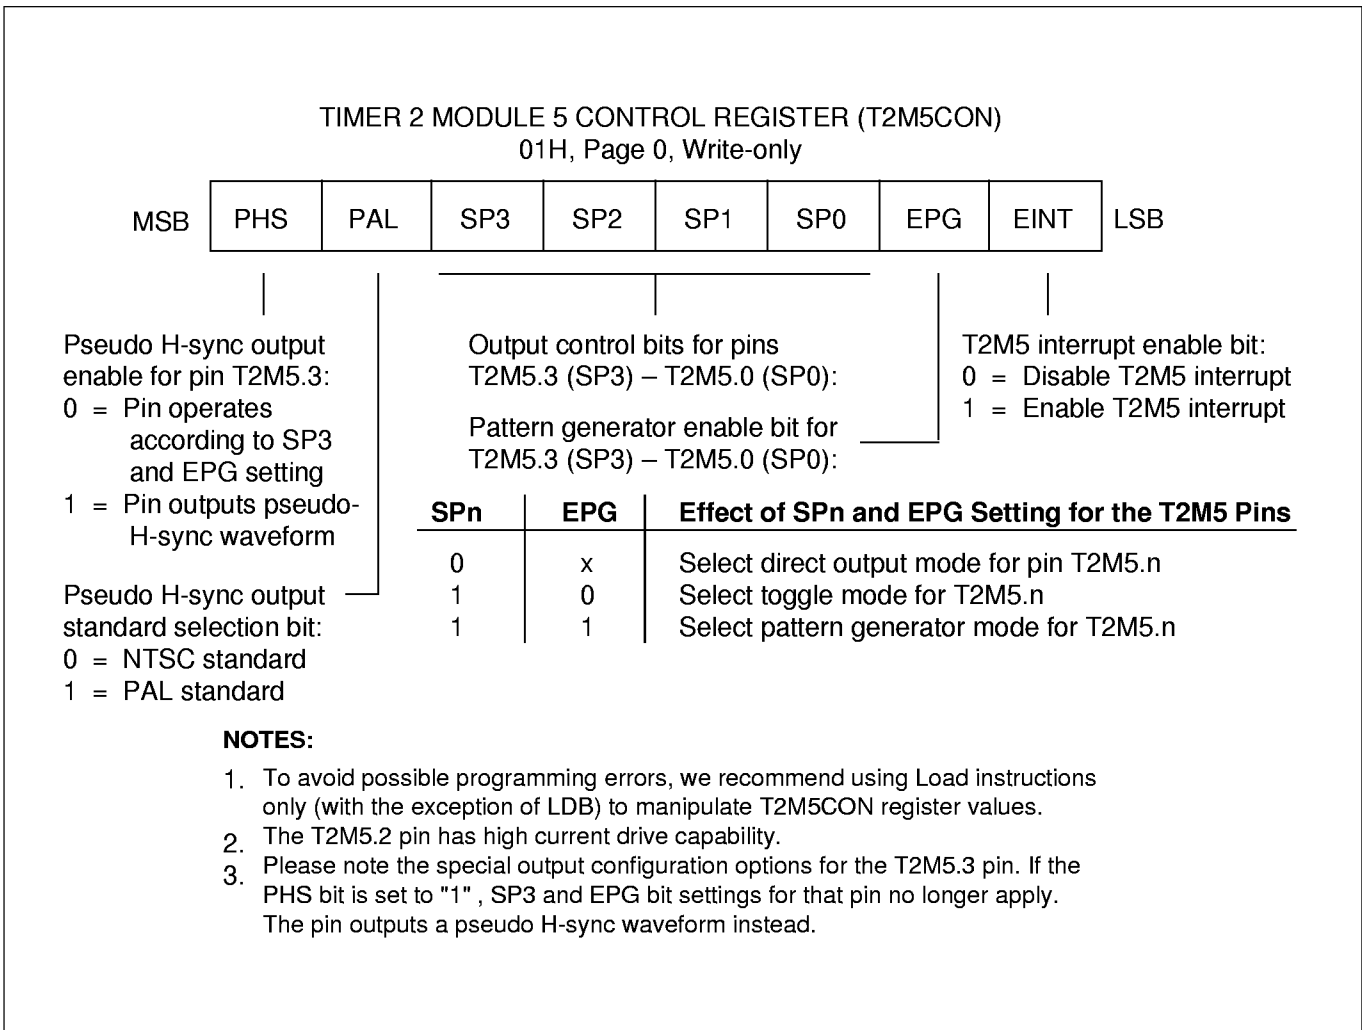 TIMER 2 MODULE 5 CONTROL REGISTER (T2M5CON)
01H, Page 0, Write-only
MSB PHS PAL SP3 SP2 SP1 SP0 EPG EINT LSB
Pseudo H-sync output
enable for pin T2M5.3:
0 = Pin operates
according to SP3
and EPG setting
1 = Pin outputs pseudo-
H-sync waveform
Pseudo H-sync output
standard selection bit:
0 = NTSC standard
1 = PAL standard
Output control bits for pins
T2M5.3 (SP3) – T2M5.0 (SP0):
Pattern generator enable bit for
T2M5.3 (SP3) – T2M5.0 (SP0):
T2M5 interrupt enable bit:
0 = Disable T2M5 interrupt
1 = Enable T2M5 interrupt
SPn EPG Effect of SPn and EPG Setting for the T2M5 Pins
0 x Select direct output mode for pin T2M5.n
1 0 Select toggle mode for T2M5.n
1 1 Select pattern generator mode for T2M5.n
NOTES:
1. To avoid possible programming errors, we recommend using Load instructions
only (with the exception of LDB) to manipulate T2M5CON register values.
2. The T2M5.2 pin has high current drive capability.
3. Please note the special output configuration options for the T2M5.3 pin. If the
PHS bit is set to "1" , SP3 and EPG bit settings for that pin no longer apply.
The pin outputs a pseudo H-sync waveform instead.